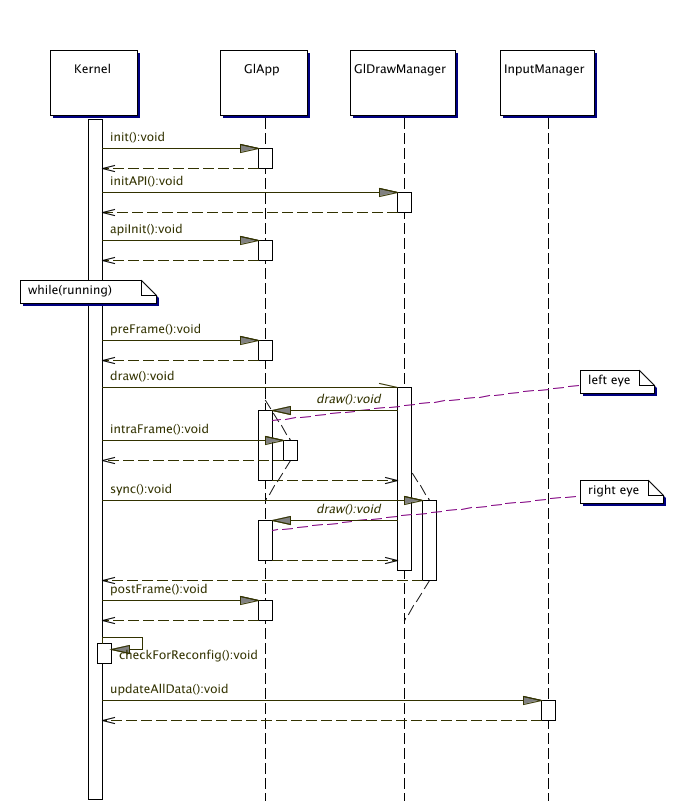 Kernel
GlApp
GlDrawManager
InputManager
init():void
initAPI():void
apiInit():void
while(running)
preFrame():void
draw():void
left eye
draw():void
intraFrame():void
sync():void
right eye
draw():void
postFrame():void
checkForReconfig():void
updateAllData():void